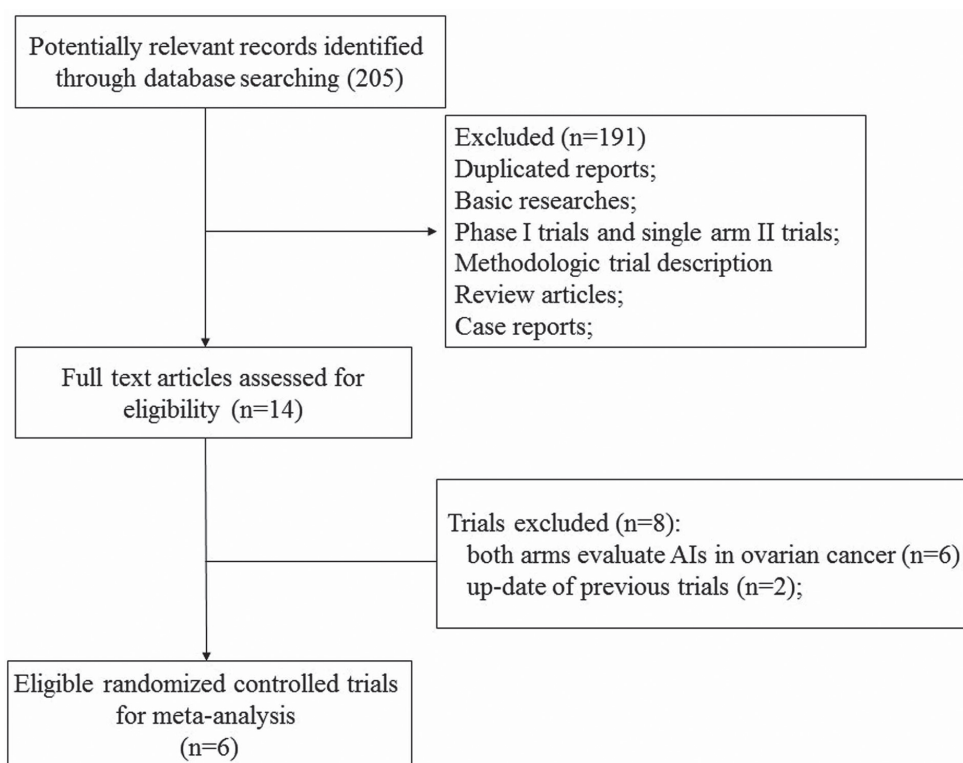 Potentially relevant records identified
through database searching (205)
Excluded (n=191)
Duplicated reports;
Basic researches;
Phase I trials and single arm II trials;
Methodologic trial description
Review articles;
Case reports;
Full text articles assessed for
eligibility (n=14)
Trials excluded (n=8):
both arms evaluate AIs in ovarian cancer (n=6)
up-date of previous trials (n=2);
Eligible randomized controlled trials
for meta-analysis
(n=6)